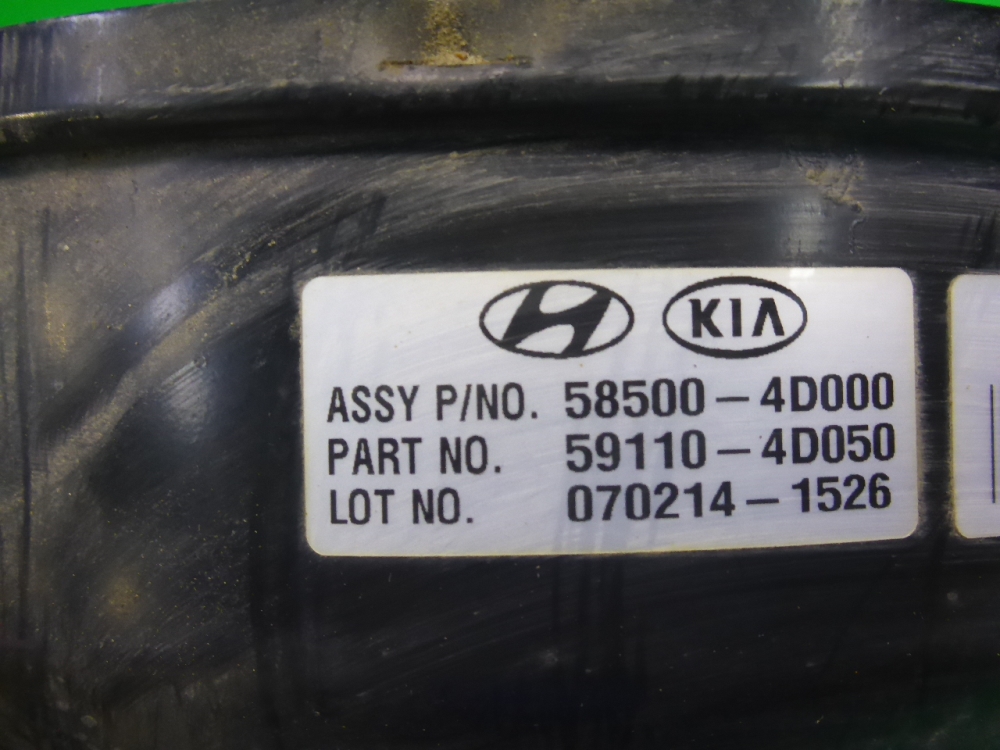 KIA
ASSY P/NO. 58500-4D000
PART NO. 59110-4D050
LOT NO. 070214-1526